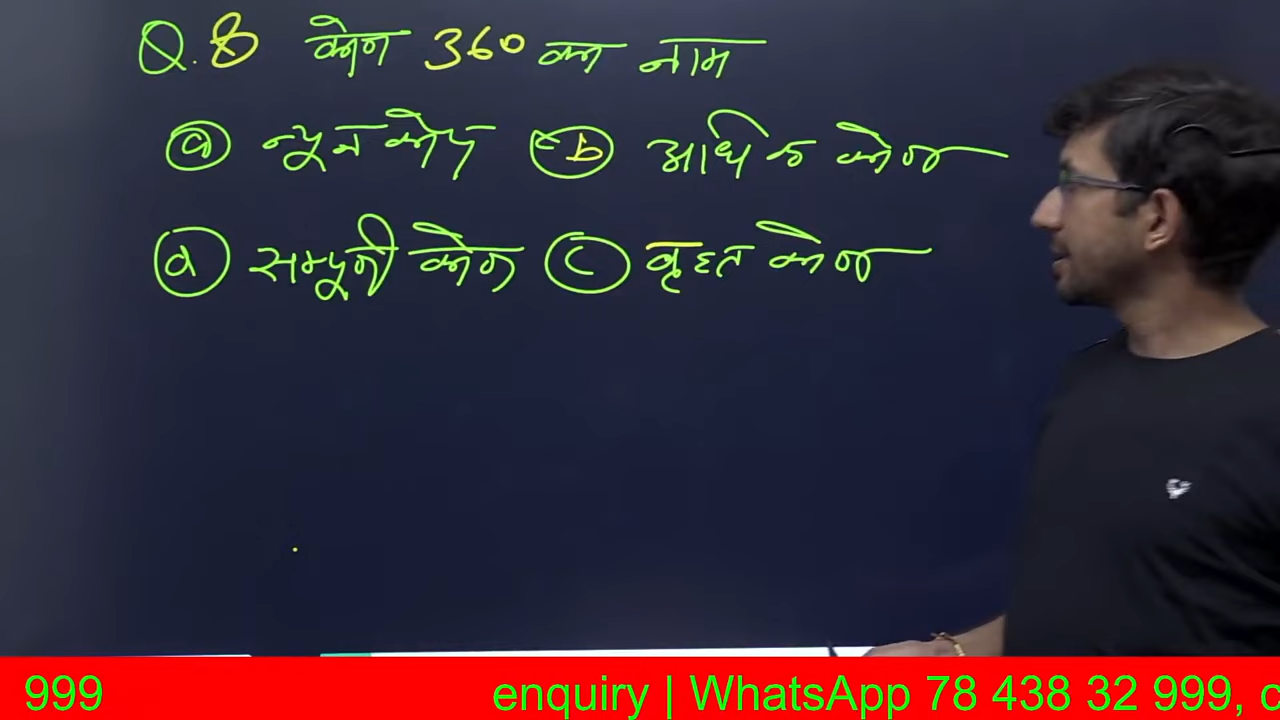 Q.8 कोण 360 का नाम
(a) न्यून कोण (b) अधिक कोण
(d) सम्पूर्ण कोण (c) वृहत कोण
999 enquiry | WhatsApp 78 438 32 999, c